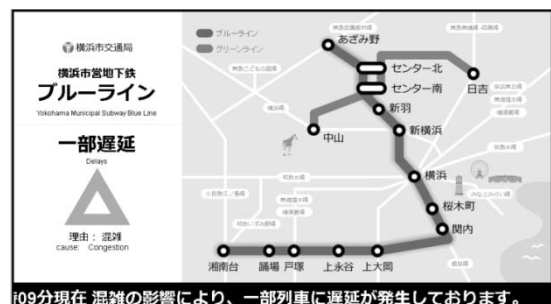 横浜市交通局
横浜市営地下鉄
ブルーライン
Yokohama Municipal Subway Blue Line
一部遅延
Delays
理由：混雑
cause: Congestion
ブルーライン
グリーンライン
あざみ野
センター北
センター南
日吉
新羽
中山
新横浜
横浜
桜木町
関内
湘南台
踊場
戸塚
上永谷
上大岡
09分現在 混雑の影響により、一部列車に遅延が発生しております。